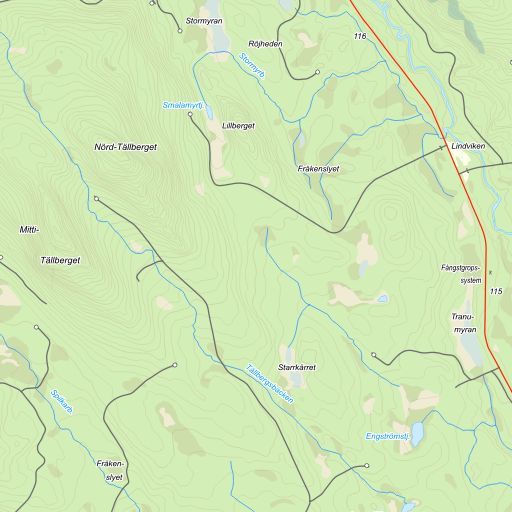 Stormyran
116
Röjheden
Stormyrb.
Smalamyrtj.
Lillberget
Nörd-Tällberget
Lindviken
Fräkenslyet
Mitti-
Tällberget
Fångstgrops-
system
115
Tranu-
myran
Starrkärret
Tällbergsbäcken
Spikarb.
Engströmstj.
Fräken-
slyet